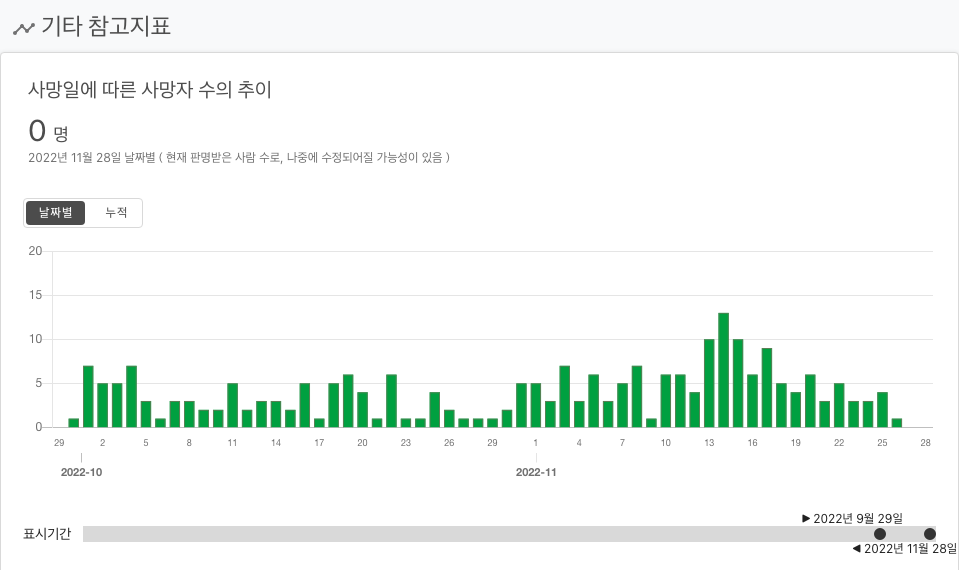 기타 참고지표
사망일에 따른 사망자 수의 추이
0 명
2022년 11월 28일 날짜별 ( 현재 판명받은 사람 수로, 나중에 수정되어질 가능성이 있음 )
날짜별 누적
20
15
10
5
0
29 2 5 8 11 14 17 20 23 26 29 1 4 7 10 13 16 19 22 25 28
2022-10 2022-11
▶ 2022년 9월 29일
표시기간
◀ 2022년 11월 28일